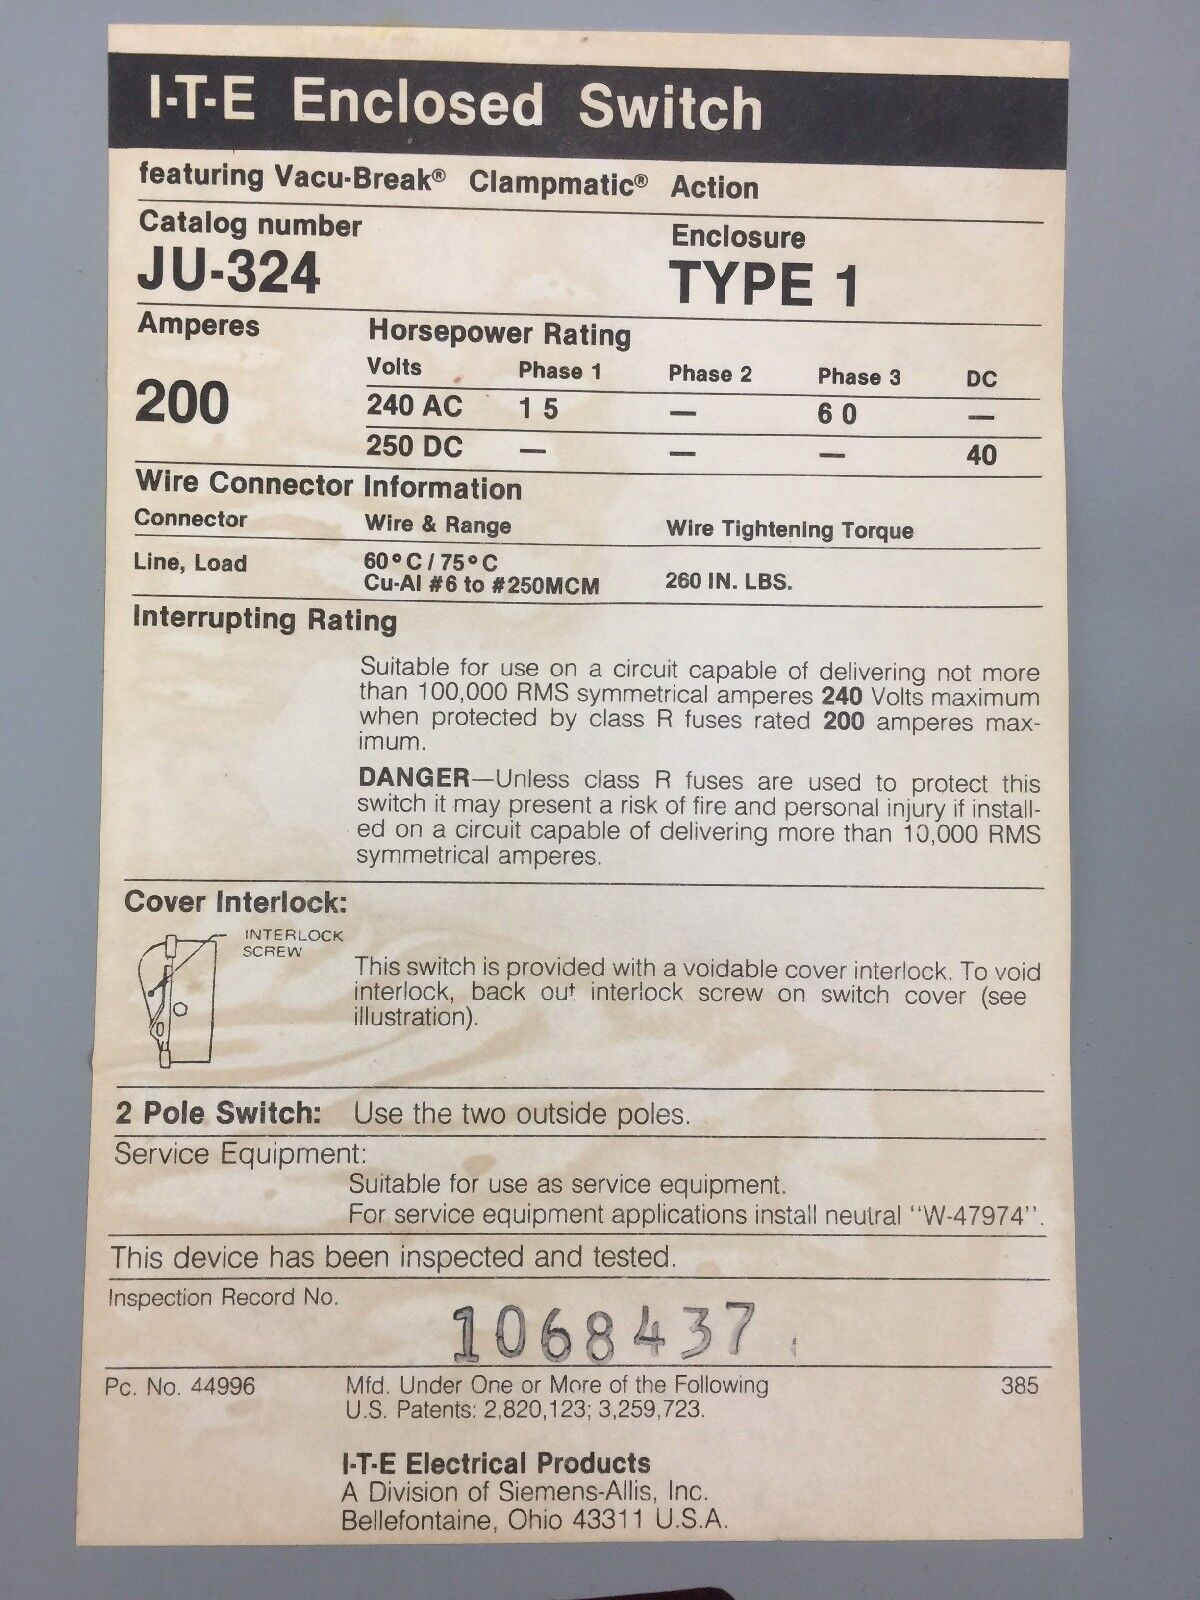 I-T-E Enclosed Switch
featuring Vacu-Break® Clampmatic® Action
Catalog number
JU-324
Enclosure
TYPE 1
Amperes
200
Horsepower Rating
Volts Phase 1 Phase 2 Phase 3 DC
240 AC 1 5 — 6 0 —
250 DC — — — 40
Wire Connector Information
Connector Wire & Range Wire Tightening Torque
Line, Load
60°C / 75°C
Cu-Al #6 to #250MCM
260 IN. LBS.
Interrupting Rating
Suitable for use on a circuit capable of delivering not more
than 100,000 RMS symmetrical amperes 240 Volts maximum
when protected by class R fuses rated 200 amperes max-
imum.
DANGER—Unless class R fuses are used to protect this
switch it may present a risk of fire and personal injury if install-
ed on a circuit capable of delivering more than 10,000 RMS
symmetrical amperes.
Cover Interlock:
INTERLOCK
SCREW
This switch is provided with a voidable cover interlock. To void
interlock, back out interlock screw on switch cover (see
illustration).
2 Pole Switch: Use the two outside poles.
Service Equipment:
Suitable for use as service equipment.
For service equipment applications install neutral "W-47974".
This device has been inspected and tested.
Inspection Record No.
1068437
Pc. No. 44996
Mfd. Under One or More of the Following
U.S. Patents: 2,820,123; 3,259,723.
385
I-T-E Electrical Products
A Division of Siemens-Allis, Inc.
Bellefontaine, Ohio 43311 U.S.A.